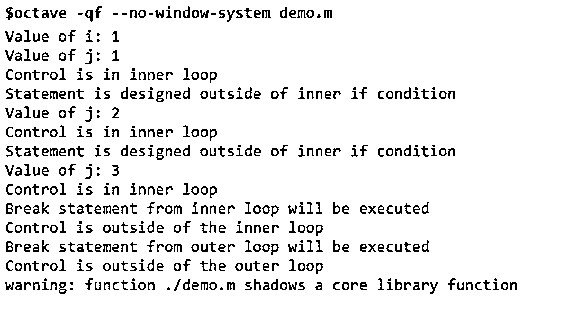 $octave -qf --no-window-system demo.m
Value of i: 1
Value of j: 1
Control is in inner loop
Statement is designed outside of inner if condition
Value of j: 2
Control is in inner loop
Statement is designed outside of inner if condition
Value of j: 3
Control is in inner loop
Break statement from inner loop will be executed
Control is outside of the inner loop
Break statement from outer loop will be executed
Control is outside of the outer loop
warning: function ./demo.m shadows a core library function